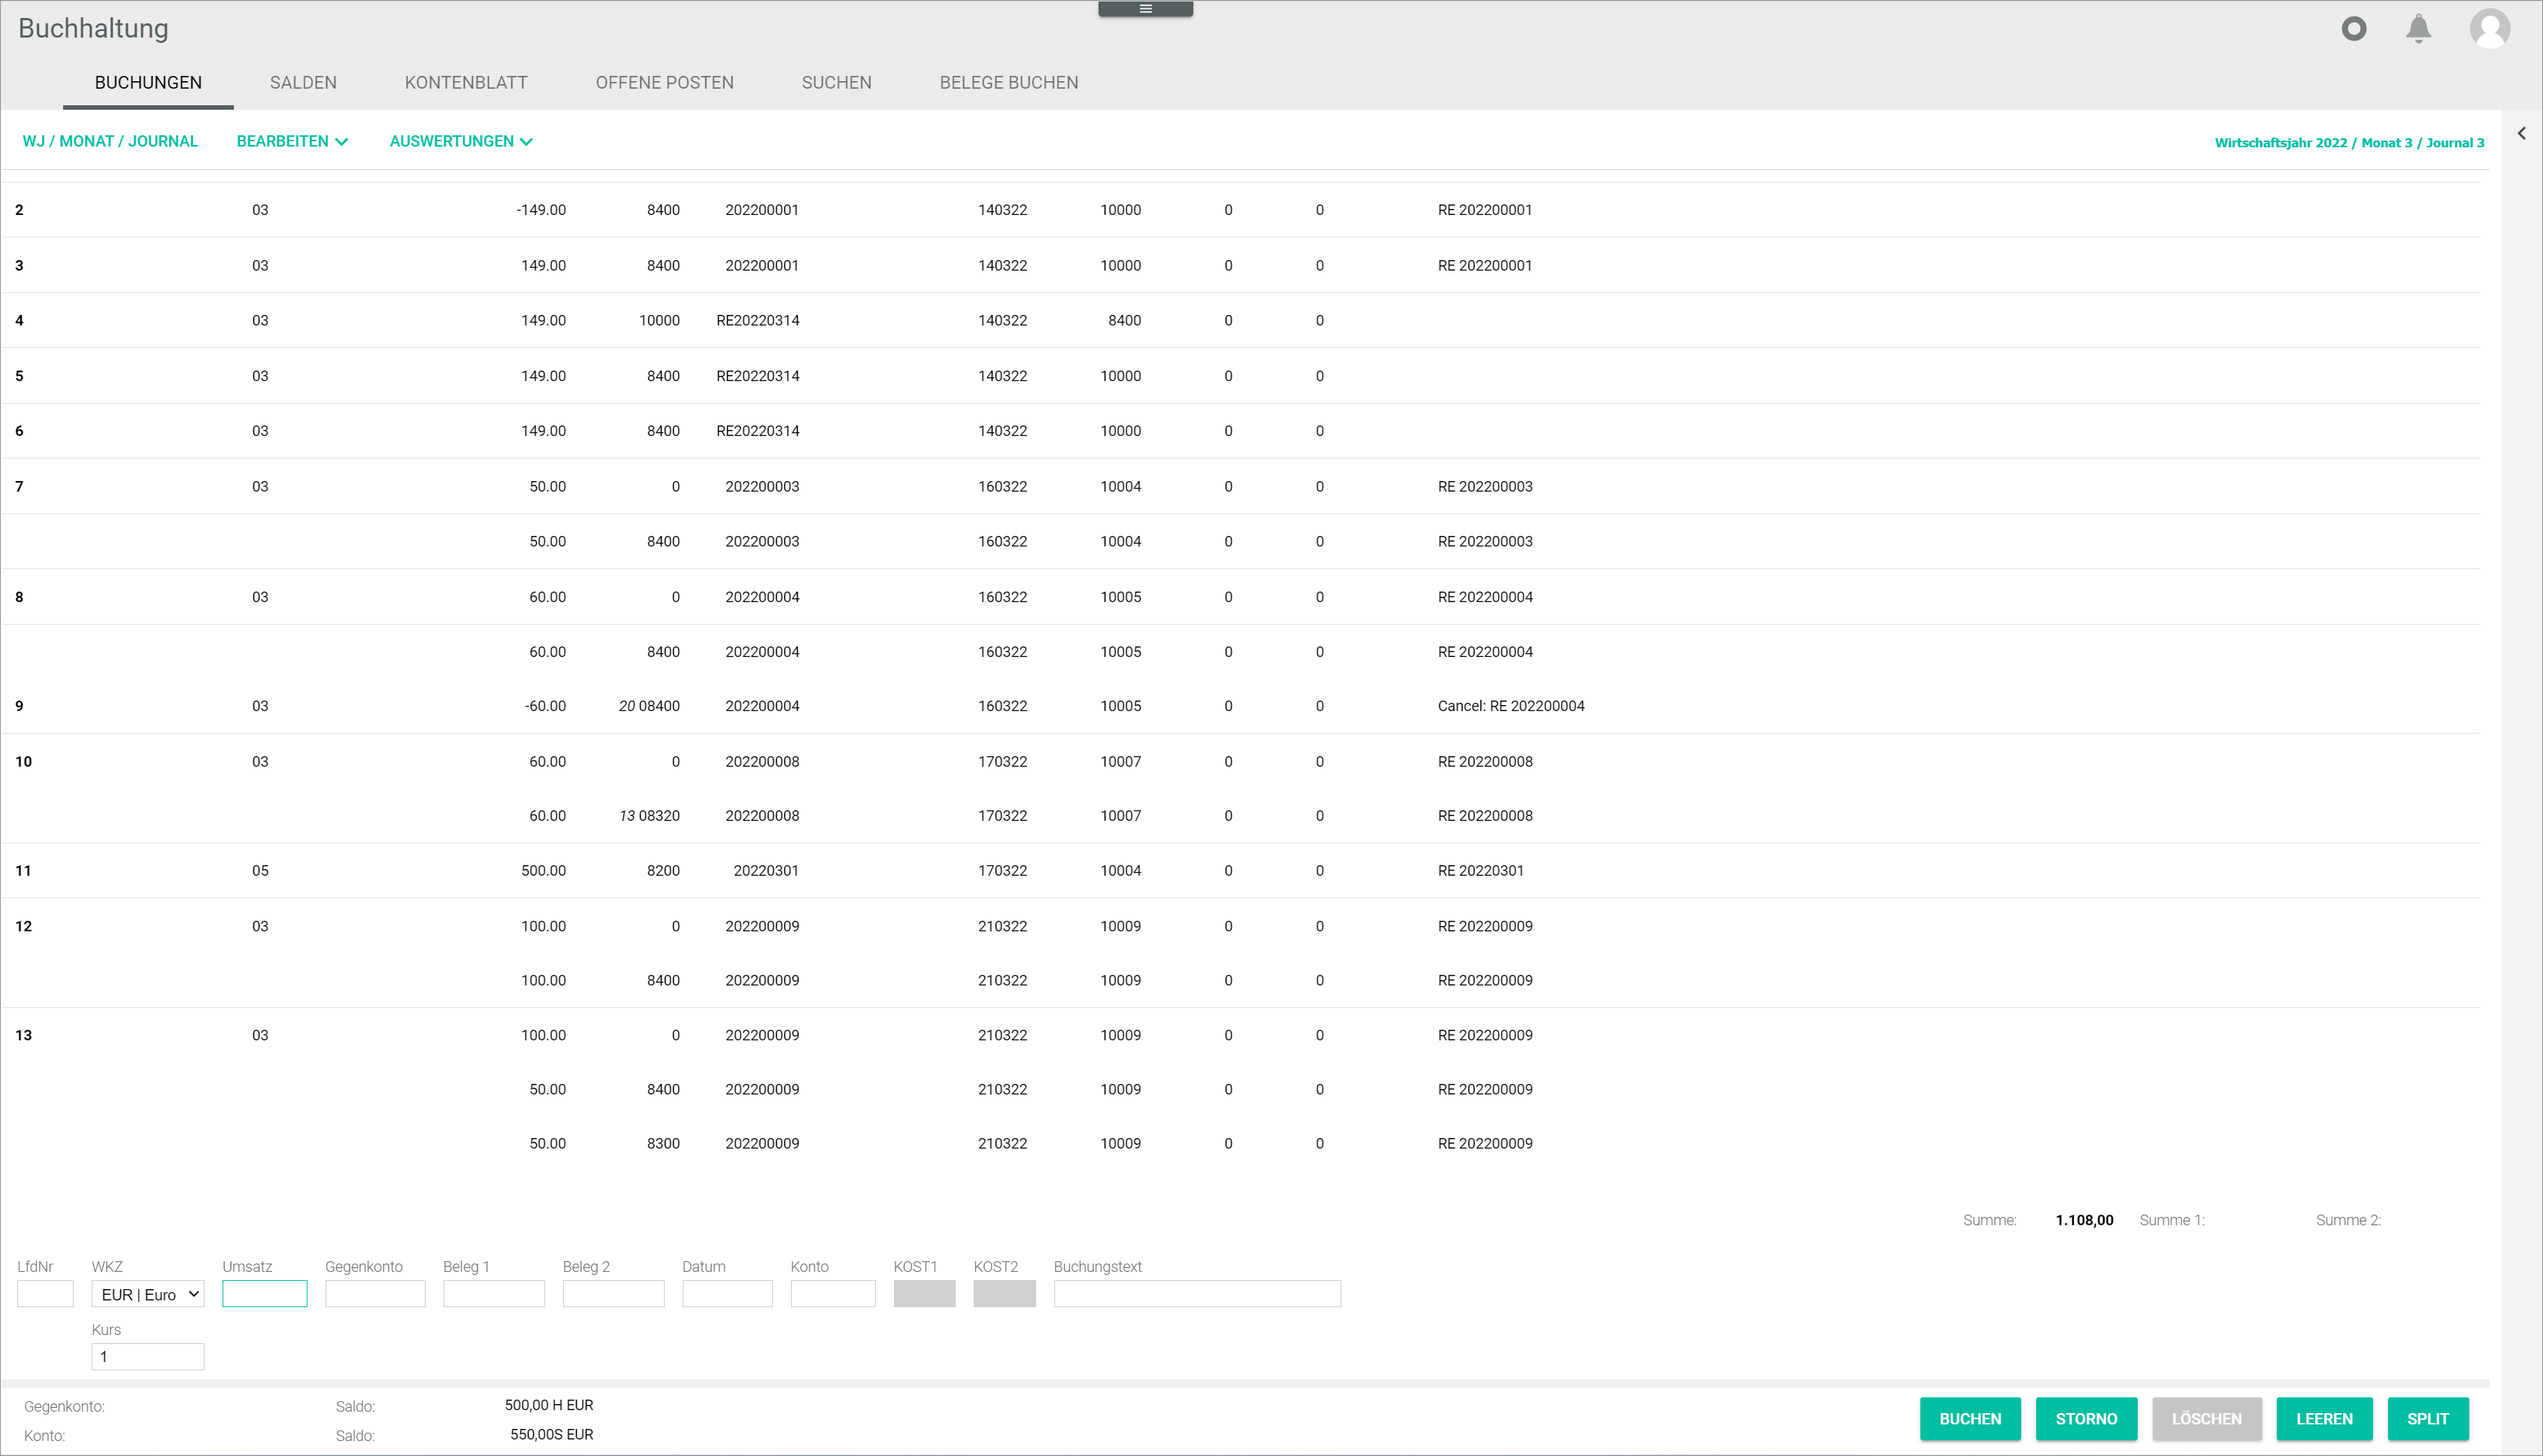 Buchhaltung
BUCHUNGEN SALDEN KONTENBLATT OFFENE POSTEN SUCHEN BELEGE BUCHEN
WJ / MONAT / JOURNAL BEARBEITEN AUSWERTUNGEN Wirtschaftsjahr 2022 / Monat 3 / Journal 3
2 03 -149.00 8400 202200001 140322 10000 0 0 RE 202200001
3 03 149.00 8400 202200001 140322 10000 0 0 RE 202200001
4 03 149.00 10000 RE20220314 140322 8400 0 0
5 03 149.00 8400 RE20220314 140322 10000 0 0
6 03 149.00 8400 RE20220314 140322 10000 0 0
7 03 50.00 0 202200003 160322 10004 0 0 RE 202200003
50.00 8400 202200003 160322 10004 0 0 RE 202200003
8 03 60.00 0 202200004 160322 10005 0 0 RE 202200004
60.00 8400 202200004 160322 10005 0 0 RE 202200004
9 03 -60.00 20 08400 202200004 160322 10005 0 0 Cancel: RE 202200004
10 03 60.00 0 202200008 170322 10007 0 0 RE 202200008
60.00 13 08320 202200008 170322 10007 0 0 RE 202200008
11 05 500.00 8200 20220301 170322 10004 0 0 RE 20220301
12 03 100.00 0 202200009 210322 10009 0 0 RE 202200009
100.00 8400 202200009 210322 10009 0 0 RE 202200009
13 03 100.00 0 202200009 210322 10009 0 0 RE 202200009
50.00 8400 202200009 210322 10009 0 0 RE 202200009
50.00 8300 202200009 210322 10009 0 0 RE 202200009
Summe: 1.108,00 Summe 1: Summe 2:
LfdNr WKZ Umsatz Gegenkonto Beleg 1 Beleg 2 Datum Konto KOST1 KOST2 Buchungstext
EUR | Euro
Kurs
1
Gegenkonto: Saldo: 500,00 H EUR
Konto: Saldo: 550,00S EUR
BUCHEN STORNO LÖSCHEN LEEREN SPLIT